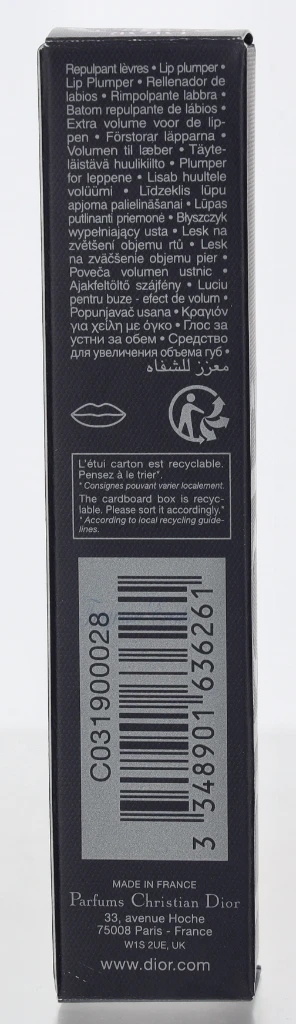 Repulpant lèvres • Lip plumper •
Lip Plumper • Rellenador de
labios • Rimpolpante labbra •
Batom repulpante de lábios •
Extra volume voor de lip-
pen • Förstorar läpparna •
Volumen til læber • Täyte-
läistävä huulikiilto • Plumper
for leppene • Lisab huultele
volüümi • Līdzeklis lūpu
apjoma palielināšanai • Lūpas
putlinanti priemonė • Błyszczyk
wypełniający usta • Lesk na
zvětšení objemu rtů • Lesk
na zväčšenie objemu pier •
Poveča volumen ustnic •
Ajakfeltöltő szájfény • Luciu
pentru buze - efect de volum •
Popunjavač usana • Κραγιόν
για χείλη με όγκο • Глос за
устни за обем • Средство
для увеличения объема губ •
معزز للشفاه
L'étui carton est recyclable.
Pensez à le trier*.
* Consignes pouvant varier localement.
The cardboard box is recyc-
lable. Please sort it accordingly.*
* According to local recycling guide-
lines.
C031900028
3 348901 636261
MADE IN FRANCE
Parfums Christian Dior
33, avenue Hoche
75008 Paris - France
W1S 2UE, UK
www.dior.com